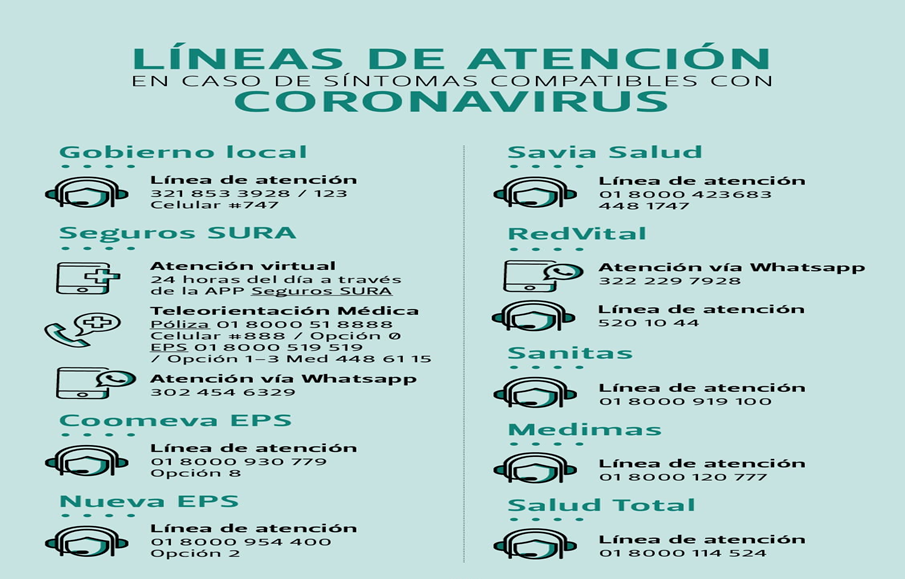 LÍNEAS DE ATENCIÓN
EN CASO DE SÍNTOMAS COMPATIBLES CON
CORONAVIRUS
Gobierno local
Línea de atención
321 853 3928 / 123
Celular #747
Seguros SURA
Atención virtual
24 horas del día a través
de la APP Seguros SURA
Teleorientación Médica
Póliza 01 8000 51 8888
Celular #888 / Opción 0
EPS 01 8000 519 519
/ Opción 1-3 Med 448 61 15
Atención vía Whatsapp
302 454 6329
Coomeva EPS
Línea de atención
01 8000 930 779
Opción 8
Nueva EPS
Línea de atención
01 8000 954 400
Opción 2
Savia Salud
Línea de atención
01 8000 423683
448 1747
RedVital
Atención vía Whatsapp
322 229 7928
Línea de atención
520 10 44
Sanitas
Línea de atención
01 8000 919 100
Medimas
Línea de atención
01 8000 120 777
Salud Total
Línea de atención
01 8000 114 524